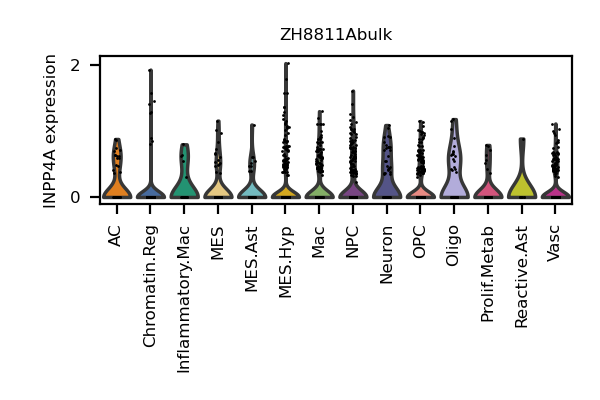 ZH8811Abulk
INPP4A expression
2
0
AC
Chromatin.Reg
Inflammatory.Mac
MES
MES.Ast
MES.Hyp
Mac
NPC
Neuron
OPC
Oligo
Prolif.Metab
Reactive.Ast
Vasc